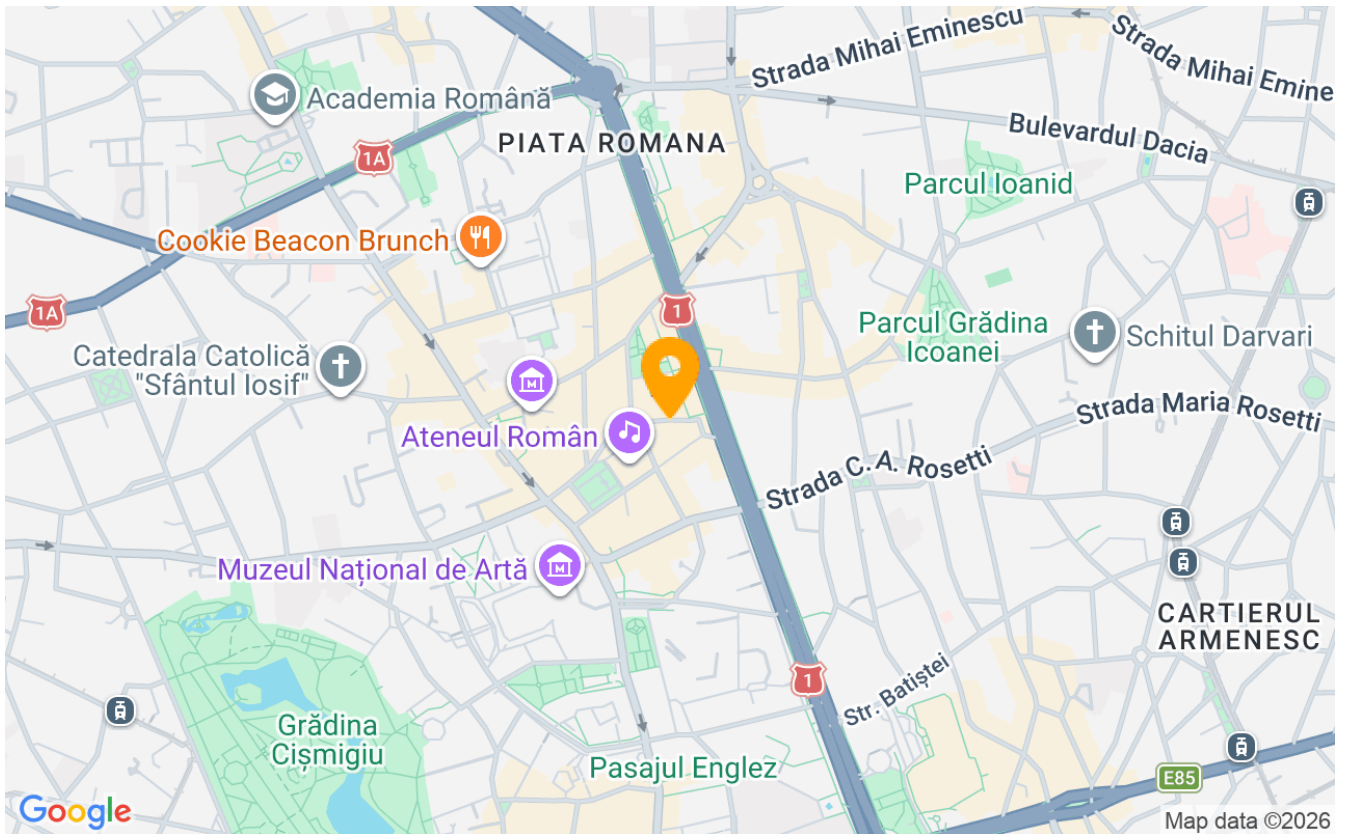 Strada Mihai Eminescu
Strada Mihai Emine
Academia Română
PIATA ROMANA
1A
Bulevardul Dacia
Parcul Ioanid
Cookie Beacon Brunch
1A
1
Parcul Grădina
Icoanei
Schitul Darvari
Catedrala Catolică
"Sfântul Iosif"
M
Ateneul Român
Strada Maria Rosetti
Strada C. A. Rosetti
Muzeul Național de Artă
M
CARTIERUL
ARMENESC
1
Str. Batiștei
Grădina
Cișmigiu
Pasajul Englez
E85
Google
Map data ©2026